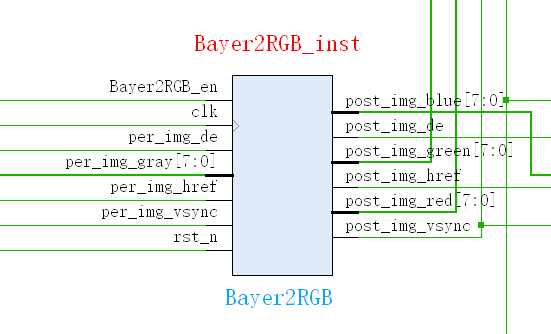 Bayer2RGB_inst
Bayer2RGB_en
clk
per_img_de
per_img_gray[7:0]
per_img_href
per_img_vsync
rst_n
post_img_blue[7:0]
post_img_de
post_img_green[7:0]
post_img_href
post_img_red[7:0]
post_img_vsync
Bayer2RGB